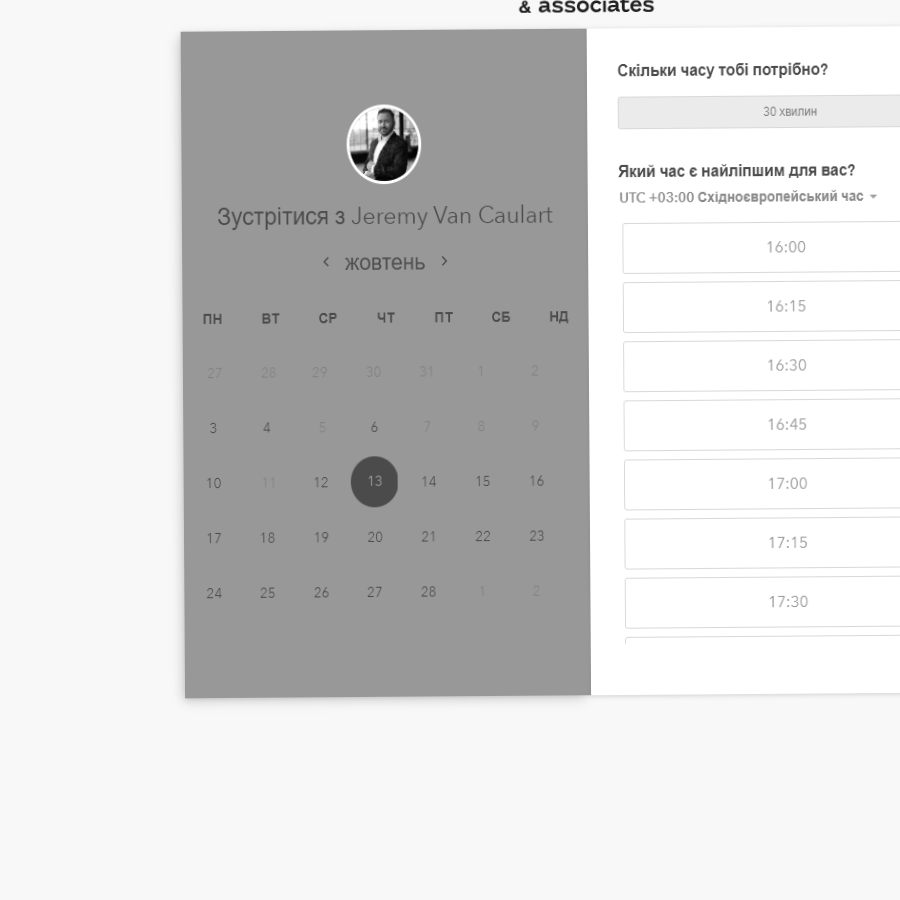 & associates
Зустрітися з Jeremy Van Caulart
жовтень
ПН ВТ СР ЧТ ПТ СБ НД
27 28 29 30 31 1 2
3 4 5 6 7 8 9
10 11 12 13 14 15 16
17 18 19 20 21 22 23
24 25 26 27 28 1 2
Скільки часу тобі потрібно?
30 хвилин
Який час є найліпшим для вас?
UTC +03:00 Східноєвропейський час
16:00
16:15
16:30
16:45
17:00
17:15
17:30